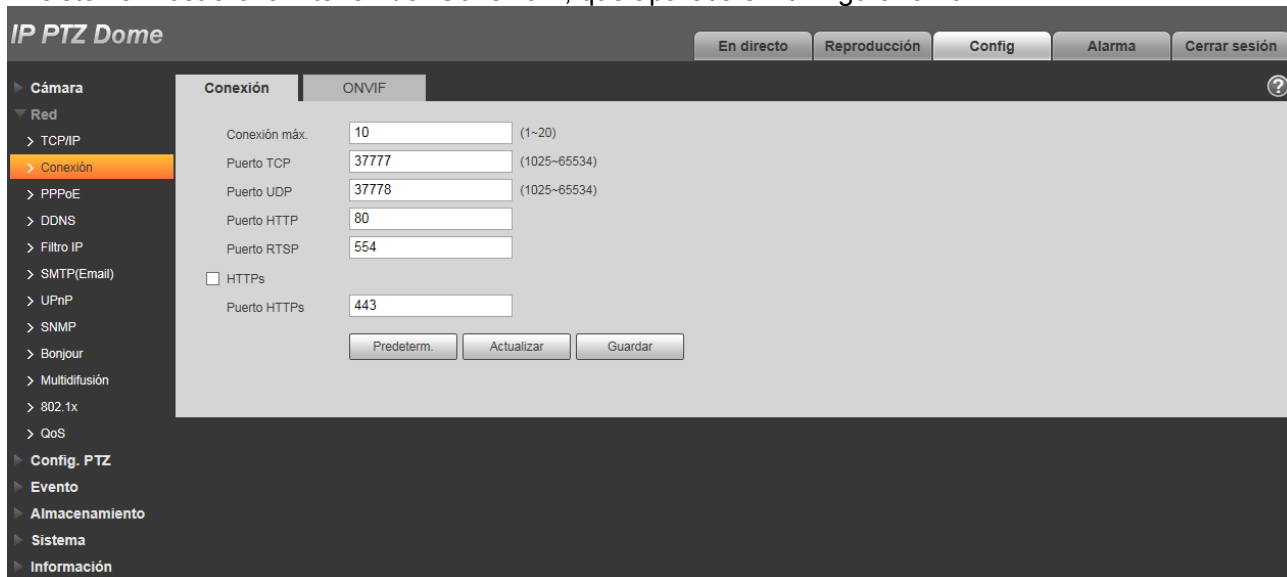 IP PTZ Dome
En directo Reproducción Config Alarma Cerrar sesión
Cámara
Red
TCP/IP
Conexión
PPPoE
DDNS
Filtro IP
SMTP(Email)
UPnP
SNMP
Bonjour
Multidifusión
802.1x
QoS
Config. PTZ
Evento
Almacenamiento
Sistema
Información
Conexión ONVIF
?
Conexión máx. 10 (1~20)
Puerto TCP 37777 (1025~65534)
Puerto UDP 37778 (1025~65534)
Puerto HTTP 80
Puerto RTSP 554
HTTPs
Puerto HTTPs 443
Predeterm. Actualizar Guardar